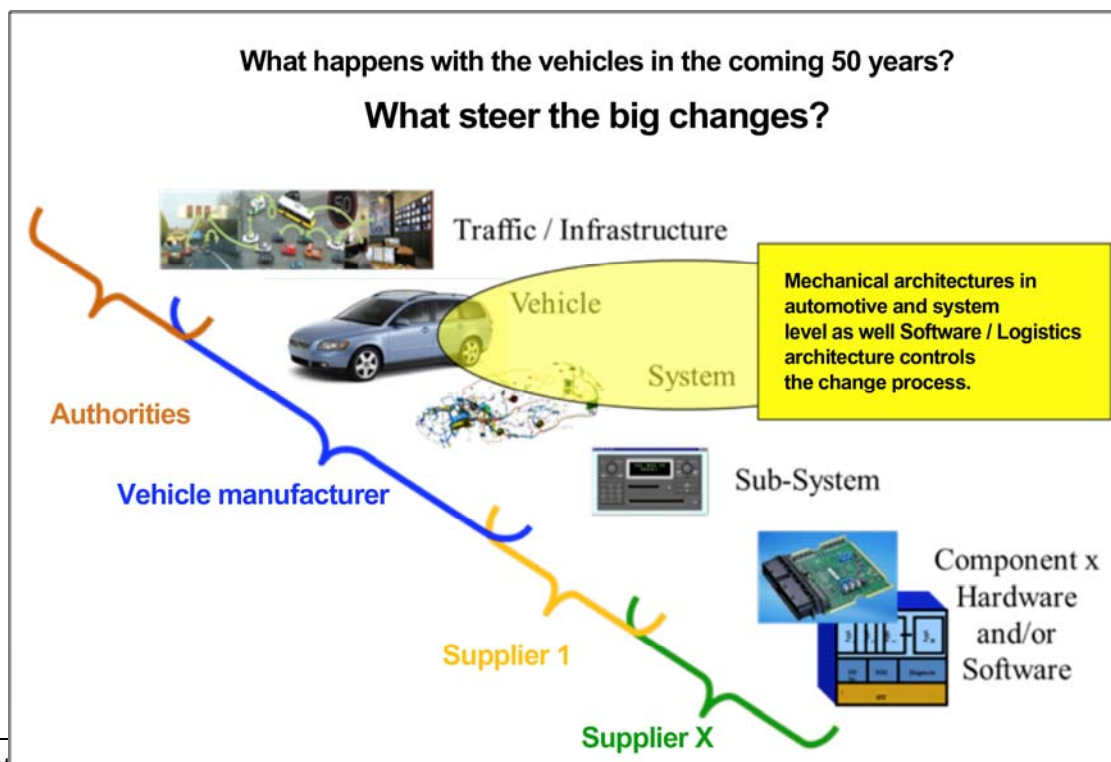 What happens with the vehicles in the coming 50 years?
What steer the big changes?
50
Traffic / Infrastructure
Vehicle
System
Mechanical architectures in
automotive and system
level as well Software / Logistics
architecture controls
the change process.
Authorities
Vehicle manufacturer
Sub-System
Component x
Hardware
and/or
Software
Supplier 1
Supplier X
Diagnostic